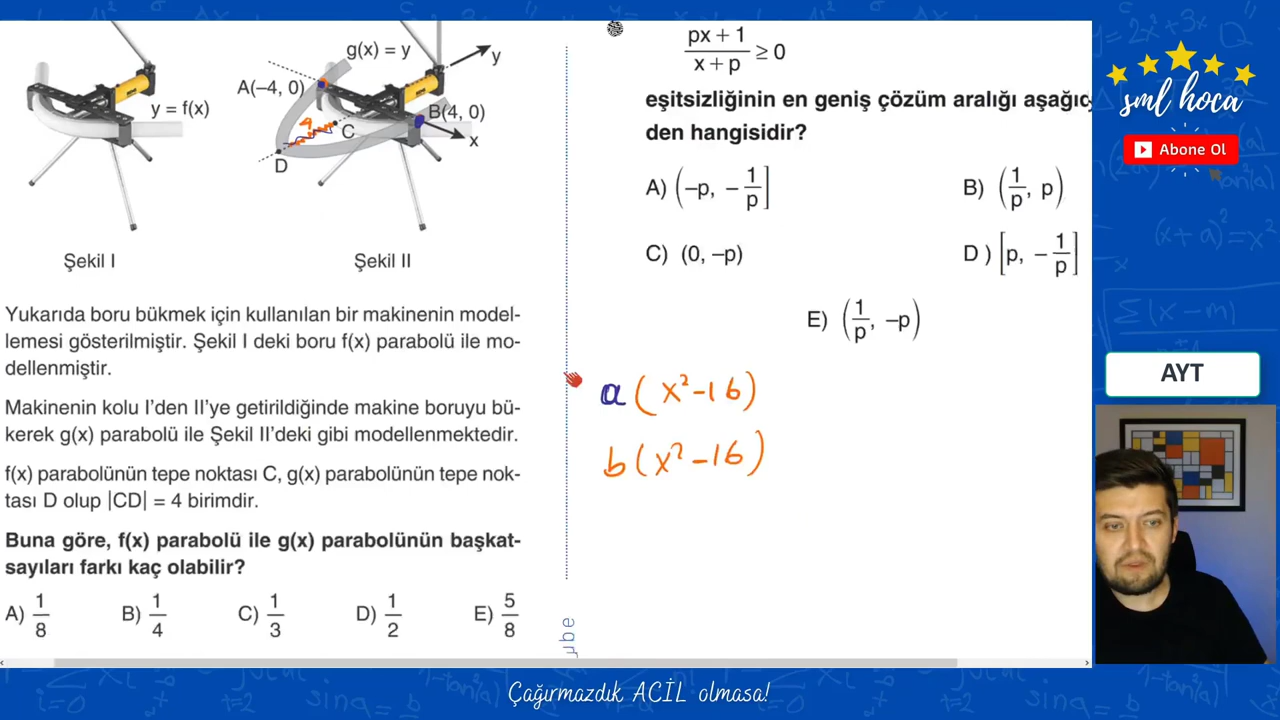 g(x) = y
y
A(–4, 0)
y = f(x)
4
C
B(4, 0)
x
D
Şekil I
Şekil II
Yukarıda boru bükmek için kullanılan bir makinenin model-
lemesi gösterilmiştir. Şekil I deki boru f(x) parabolü ile mo-
dellenmiştir.
Makinenin kolu I'den II'ye getirildiğinde makine boruyu bü-
kerek g(x) parabolü ile Şekil II'deki gibi modellenmektedir.
f(x) parabolünün tepe noktası C, g(x) parabolünün tepe nok-
tası D olup |CD| = 4 birimdir.
Buna göre, f(x) parabolü ile g(x) parabolünün başkat-
sayıları farkı kaç olabilir?
A) 1/8 B) 1/4 C) 1/3 D) 1/2 E) 5/8
px + 1 / x + p ≥ 0
eşitsizliğinin en geniş çözüm aralığı aşağıd
den hangisidir?
A) (–p, – 1/p] B) (1/p, p)
C) (0, –p) D ) [p, – 1/p]
E) (1/p, –p)
a(x²-16)
b(x²-16)
sml hoca
Abone Ol
AYT
Çağırmazdık ACİL olmasa!